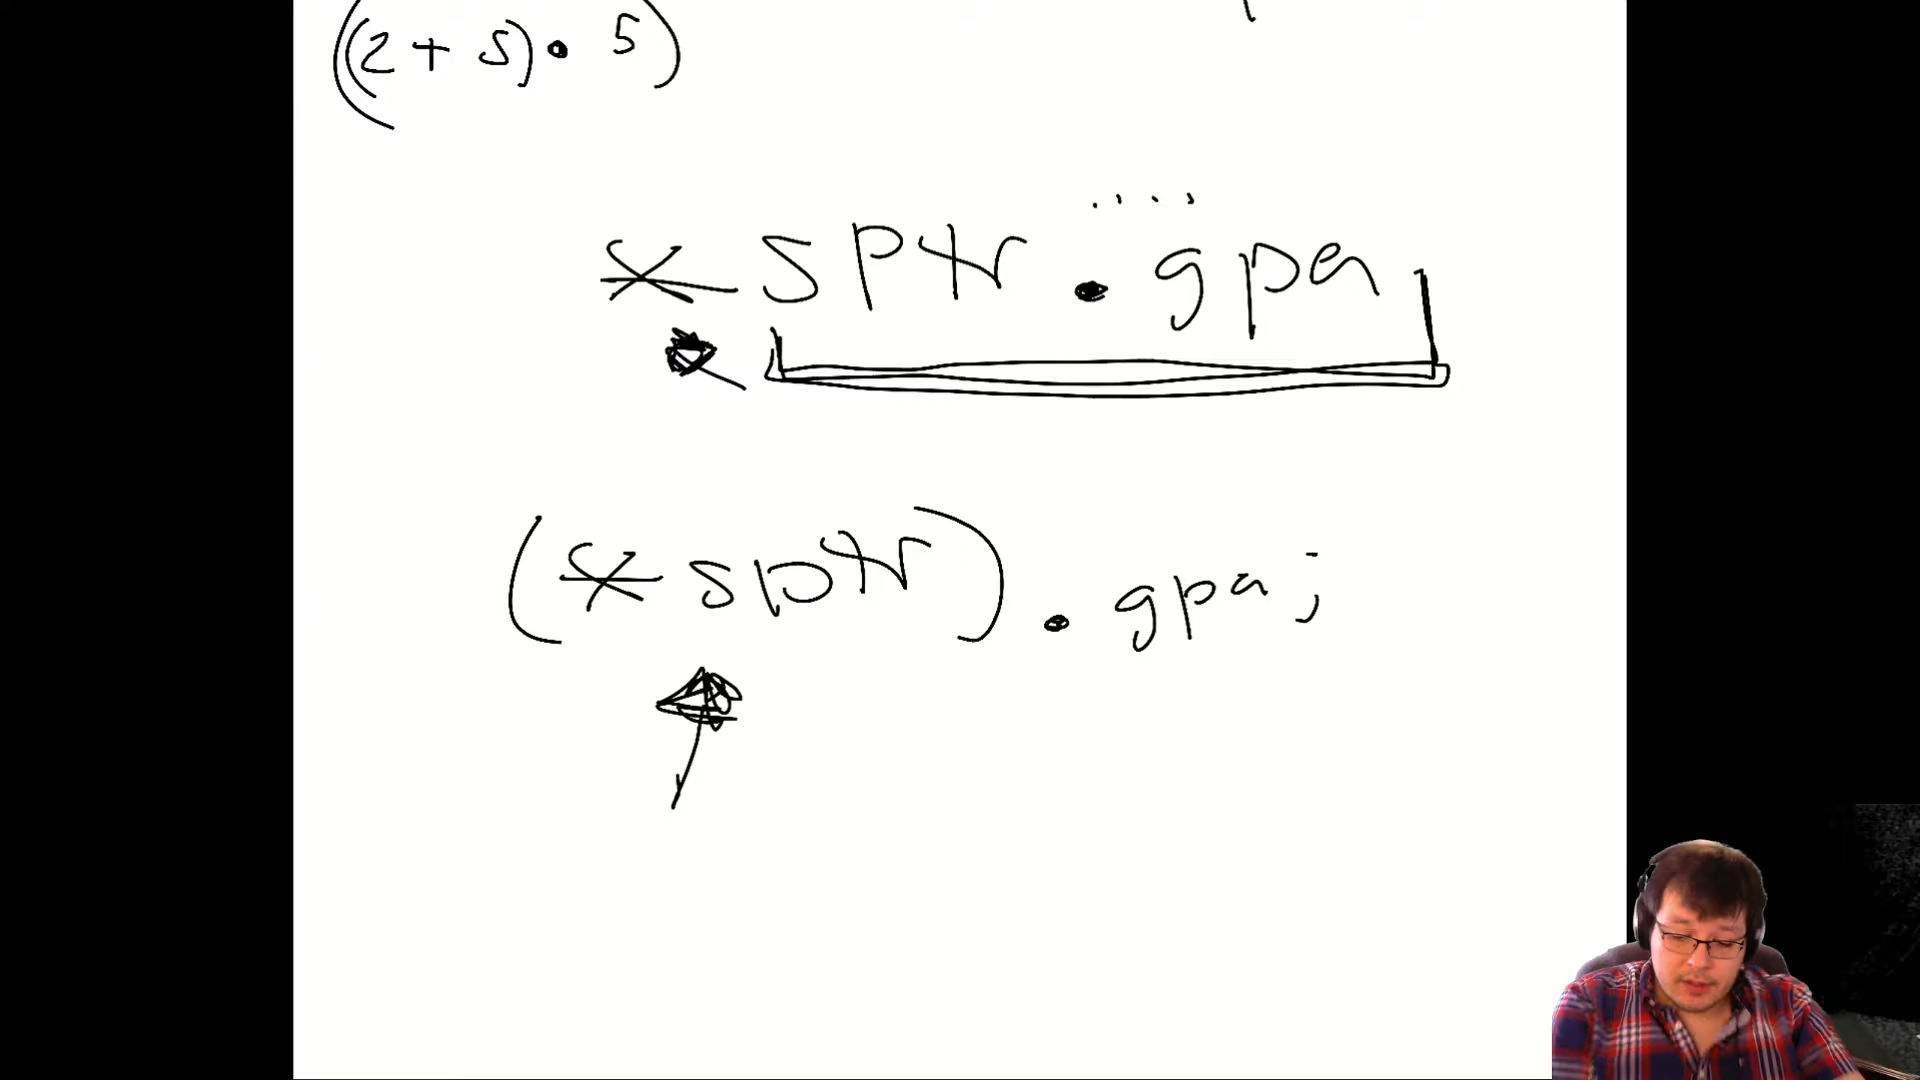 ((2 + 5) • 5)
* sptr . gpa
(* sptr) . gpa;